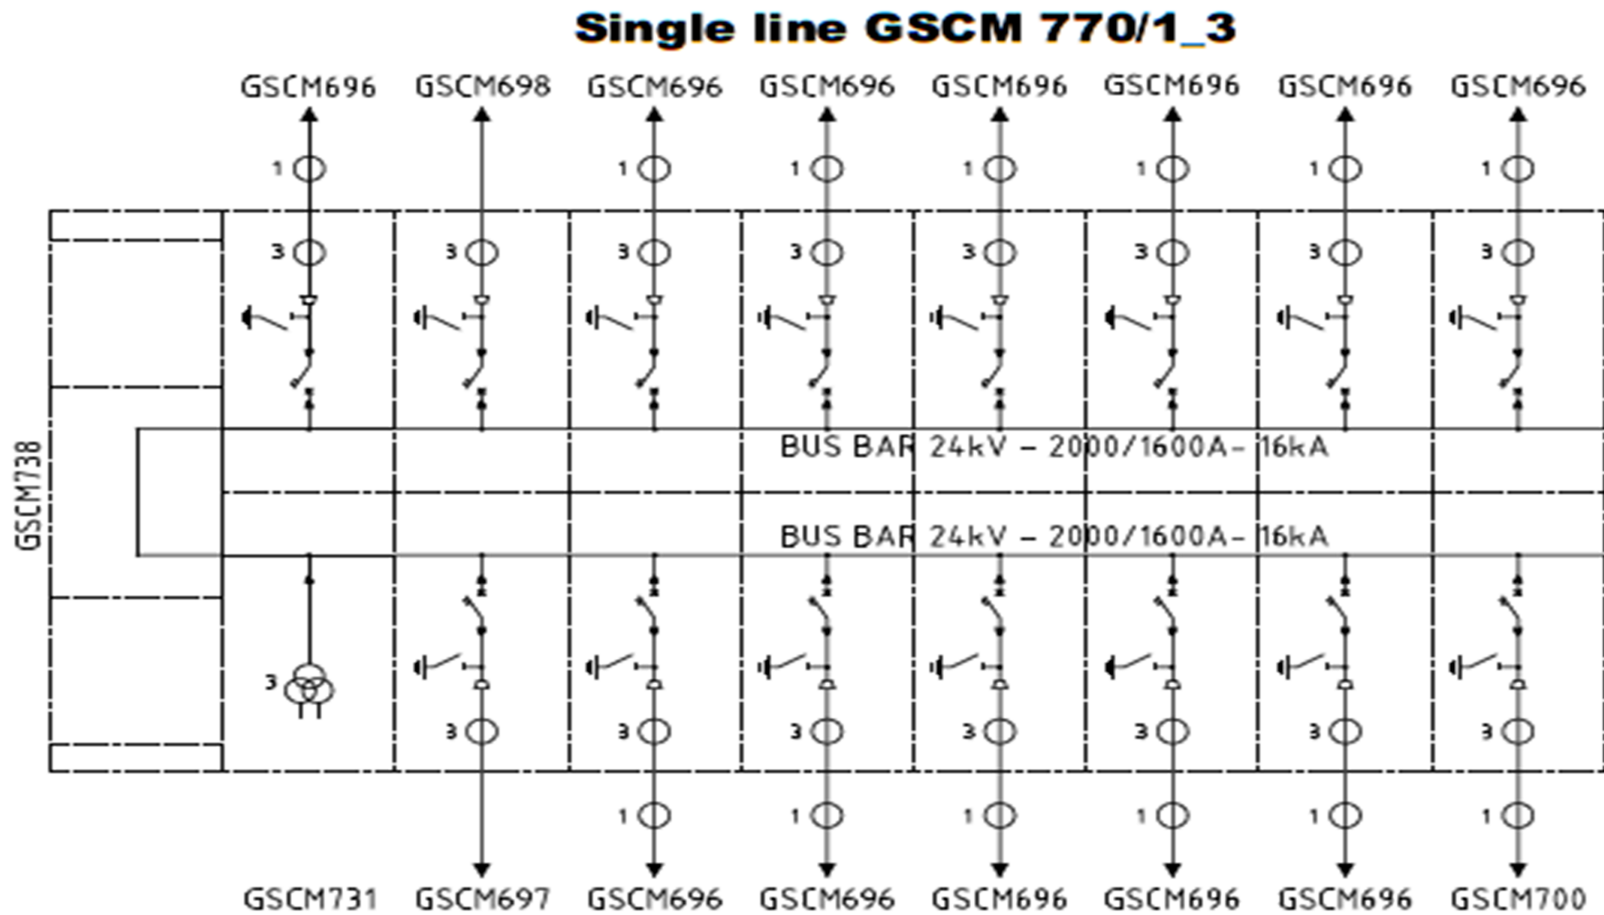 Single line GSCM 770/1_3
GSCM696 GSCM698 GSCM696 GSCM696 GSCM696 GSCM696 GSCM696 GSCM696
1 1 1 1 1 1 1
3 3 3 3 3 3 3 3
BUS BAR 24kV – 2000/1600A- 16kA
GSCM738
BUS BAR 24kV – 2000/1600A- 16kA
3
3 3 3 3 3 3 3
1 1 1 1 1 1
GSCM731 GSCM697 GSCM696 GSCM696 GSCM696 GSCM696 GSCM696 GSCM700